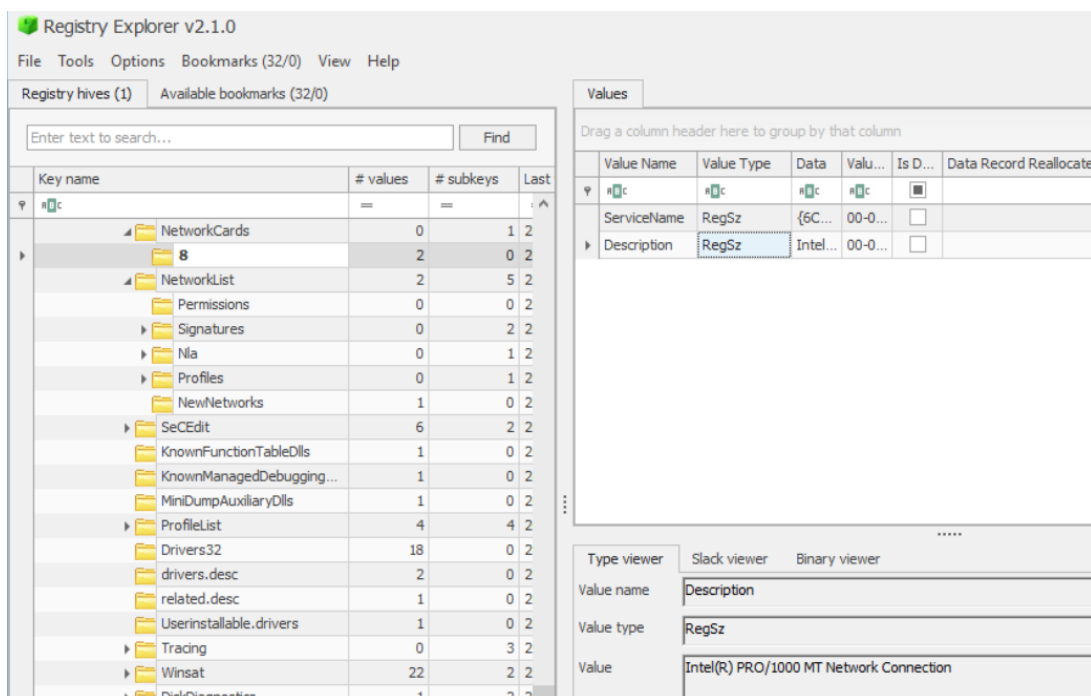 Registry Explorer v2.1.0
File Tools Options Bookmarks (32/0) View Help
Registry hives (1) Available bookmarks (32/0)
Enter text to search... Find
Key name # values # subkeys Last
= =
NetworkCards 0 1 2
8 2 0 2
NetworkList 2 5 2
Permissions 0 0 2
Signatures 0 2 2
Nla 0 1 2
Profiles 0 1 2
NewNetworks 1 0 2
SeCEdit 6 2 2
KnownFunctionTableDlls 1 0 2
KnownManagedDebugging... 1 0 2
MiniDumpAuxiliaryDlls 1 0 2
ProfileList 4 4 2
Drivers32 18 0 2
drivers.desc 2 0 2
related.desc 1 0 2
Userinstallable.drivers 1 0 2
Tracing 0 3 2
Winsat 22 2 2
Values
Drag a column header here to group by that column
Value Name Value Type Data Valu... Is D... Data Record Reallocate
ServiceName RegSz {6C... 00-0...
Description RegSz Intel... 00-0...
Type viewer Slack viewer Binary viewer
Value name Description
Value type RegSz
Value Intel(R) PRO/1000 MT Network Connection